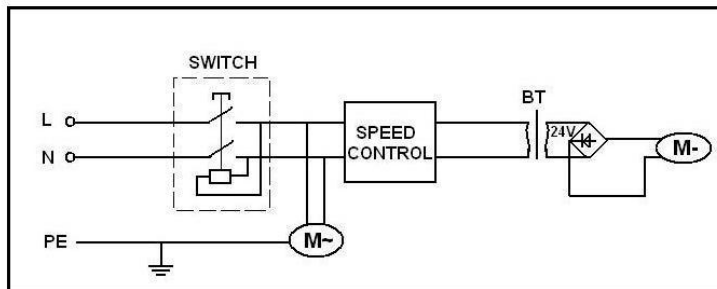 SWITCH
L
N
PE
SPEED
CONTROL
BT
24V
M-
M~